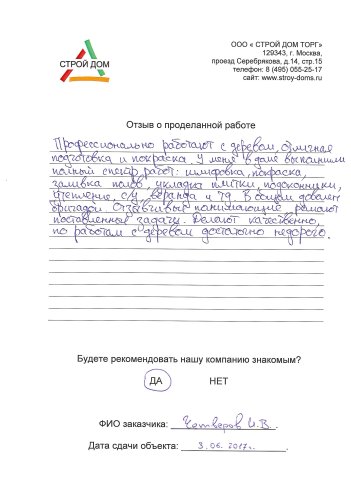 СТРОЙ ДОМ
ООО « СТРОЙ ДОМ ТОРГ»
129343, г. Москва,
проезд Серебрякова, д.14, стр.15
телефон: 8 (495) 055-25-17
сайт: www.stroy-doms.ru
Отзыв о проделанной работе
Профессионально работают с деревом, отличная
подготовка и покраска. У меня в доме выполнили
полный спектр работ: шлифовка, покраска,
заливка полов, укладка плитки, подоконники,
утепление, с/у, веранда и тд. В общем доволен
бригадой. Отзывчивые понимающие решают
поставленные задачи. Делают качественно,
по работам с деревом достаточно недорого.
Будете рекомендовать нашу компанию знакомым?
ДА НЕТ
ФИО заказчика: Четверов И.В.
Дата сдачи объекта: 3.06.2017г.